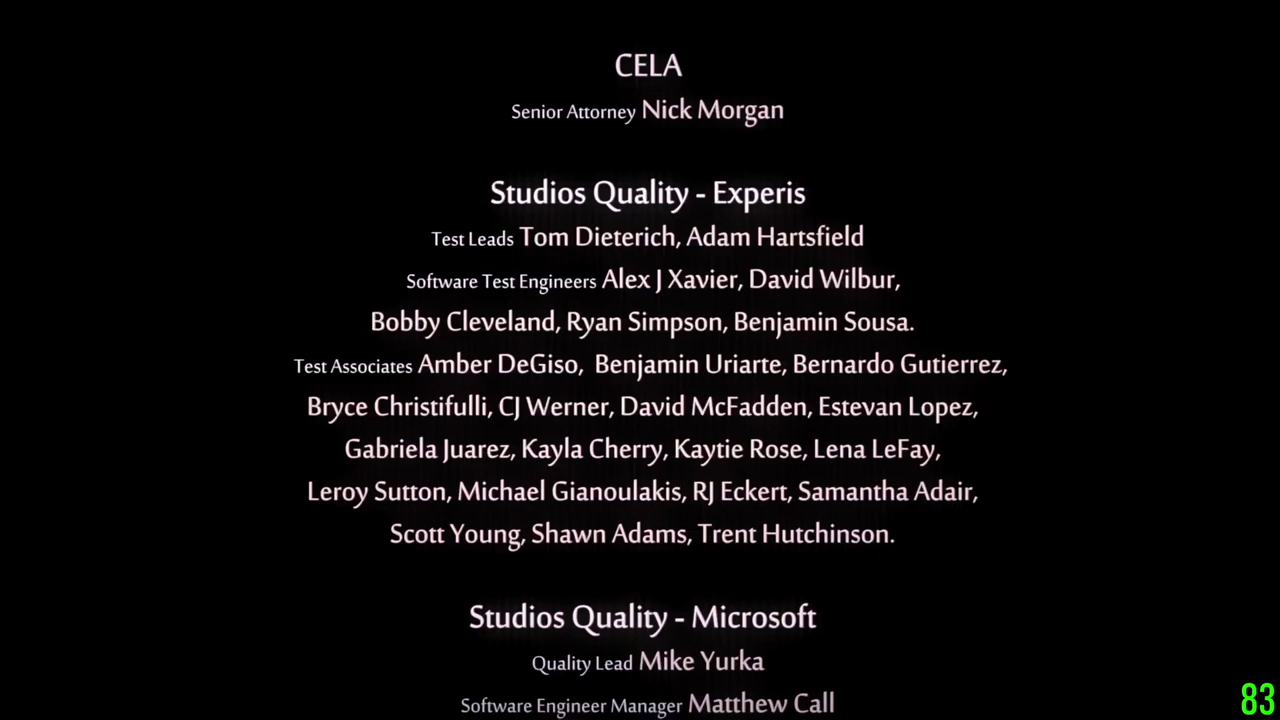 CELA
Senior Attorney Nick Morgan
Studios Quality - Experis
Test Leads Tom Dieterich, Adam Hartsfield
Software Test Engineers Alex J Xavier, David Wilbur,
Bobby Cleveland, Ryan Simpson, Benjamin Sousa.
Test Associates Amber DeGiso, Benjamin Uriarte, Bernardo Gutierrez,
Bryce Christifulli, CJ Werner, David McFadden, Estevan Lopez,
Gabriela Juarez, Kayla Cherry, Kaytie Rose, Lena LeFay,
Leroy Sutton, Michael Gianoulakis, RJ Eckert, Samantha Adair,
Scott Young, Shawn Adams, Trent Hutchinson.
Studios Quality - Microsoft
Quality Lead Mike Yurka
Software Engineer Manager Matthew Call
83